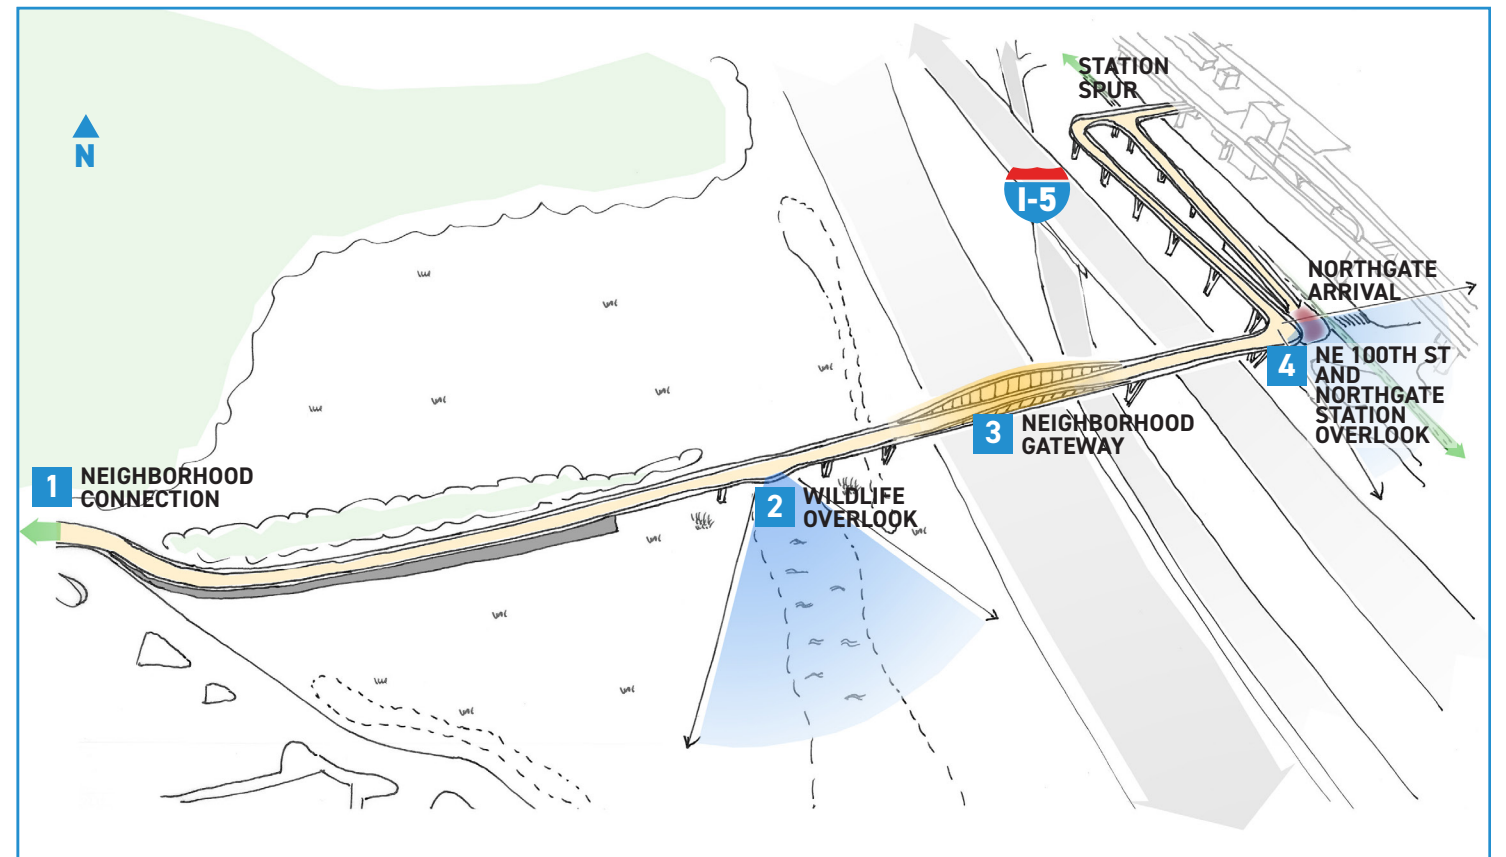 STATION
SPUR
N
I-5
NORTHGATE
ARRIVAL
4
NE 100TH ST
AND
NORTHGATE
STATION
OVERLOOK
3
NEIGHBORHOOD
GATEWAY
1
NEIGHBORHOOD
CONNECTION
2
WILDLIFE
OVERLOOK